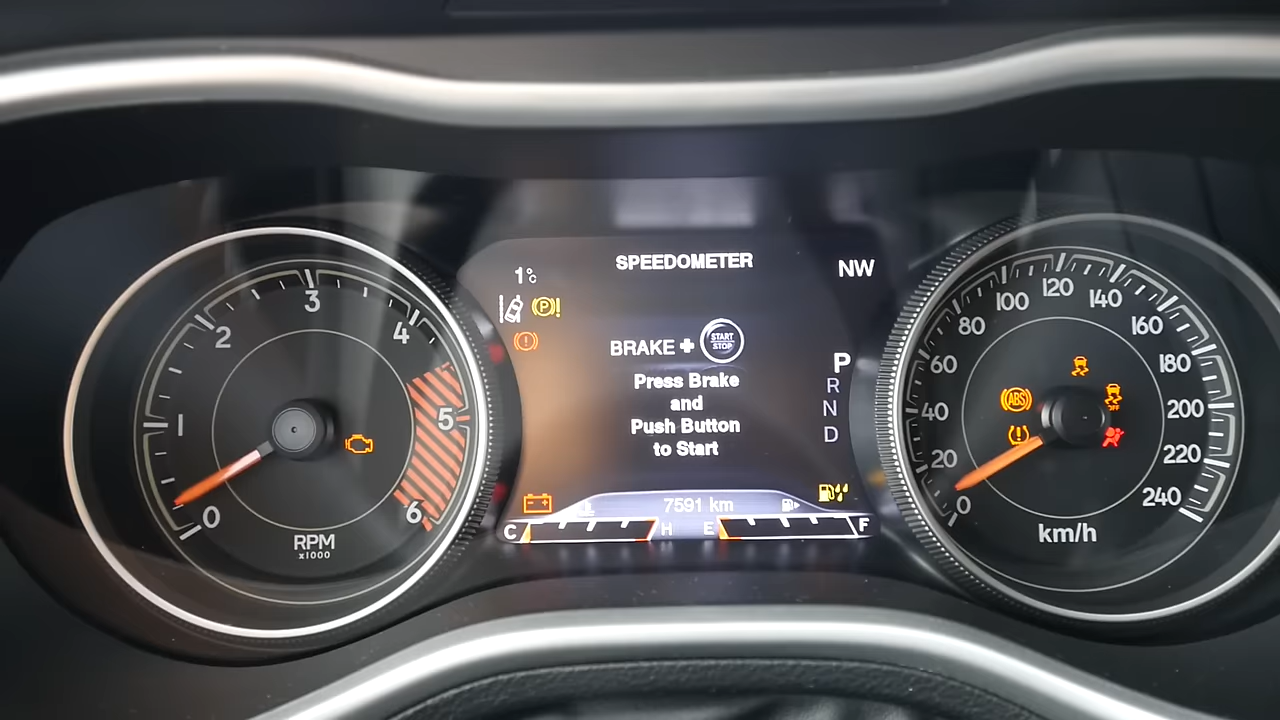 SPEEDOMETER
NW
1°c
P!
BRAKE + START STOP
Press Brake
and
Push Button
to Start
P
R
N
D
7591 km
C H E F
0
1
2
3
4
5
6
RPM
x1000
0
20
40
60
80
100
120
140
160
180
200
220
240
km/h
ABS
OFF